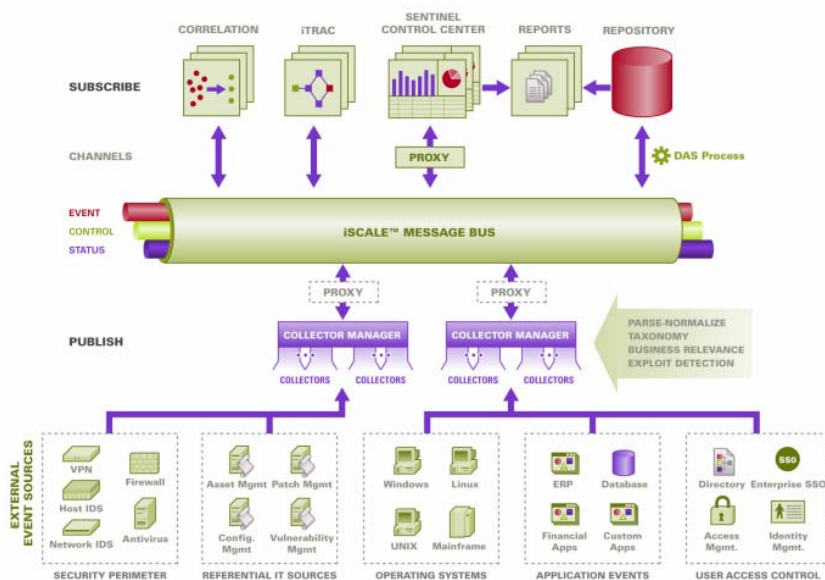 CORRELATION
iTRAC
SENTINEL
CONTROL CENTER
REPORTS
REPOSITORY
SUBSCRIBE
CHANNELS
PROXY
DAS Process
EVENT
CONTROL
STATUS
iSCALE™ MESSAGE BUS
PROXY
PROXY
PUBLISH
COLLECTOR MANAGER
COLLECTOR MANAGER
COLLECTORS
COLLECTORS
COLLECTORS
COLLECTORS
PARSE-NORMALIZE
TAXONOMY
BUSINESS RELEVANCE
EXPLOIT DETECTION
EXTERNAL
EVENT SOURCES
VPN
Firewall
Host IDS
Network IDS
Antivirus
SECURITY PERIMETER
Asset Mgmt
Patch Mgmt
Config.
Mgmt
Vulnerability
Mgmt
REFERENTIAL IT SOURCES
Windows
Linux
UNIX
Mainframe
OPERATING SYSTEMS
ERP
Database
Financial
Apps
Custom
Apps
APPLICATION EVENTS
Directory
SSO
Enterprise SSO
Access
Mgmt.
Identity
Mgmt.
USER ACCESS CONTROL